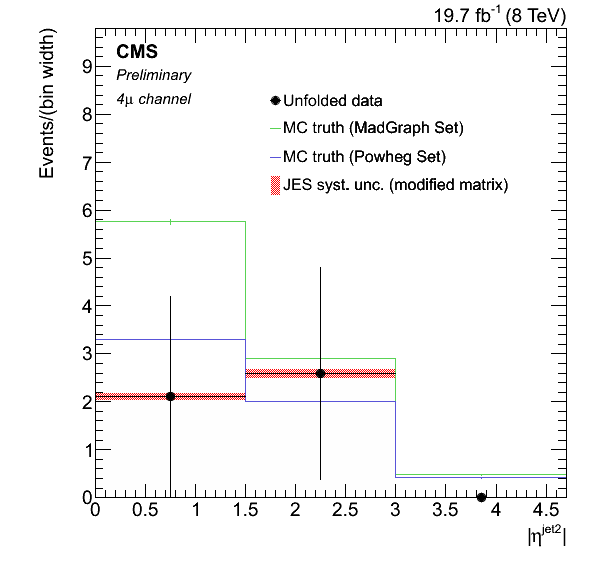 19.7 fb⁻¹ (8 TeV)
Events/(bin width)
CMS
Preliminary
4μ channel
Unfolded data
MC truth (MadGraph Set)
MC truth (Powheg Set)
JES syst. unc. (modified matrix)
9
8
7
6
5
4
3
2
1
0
0 0.5 1 1.5 2 2.5 3 3.5 4 4.5
|η^jet2|